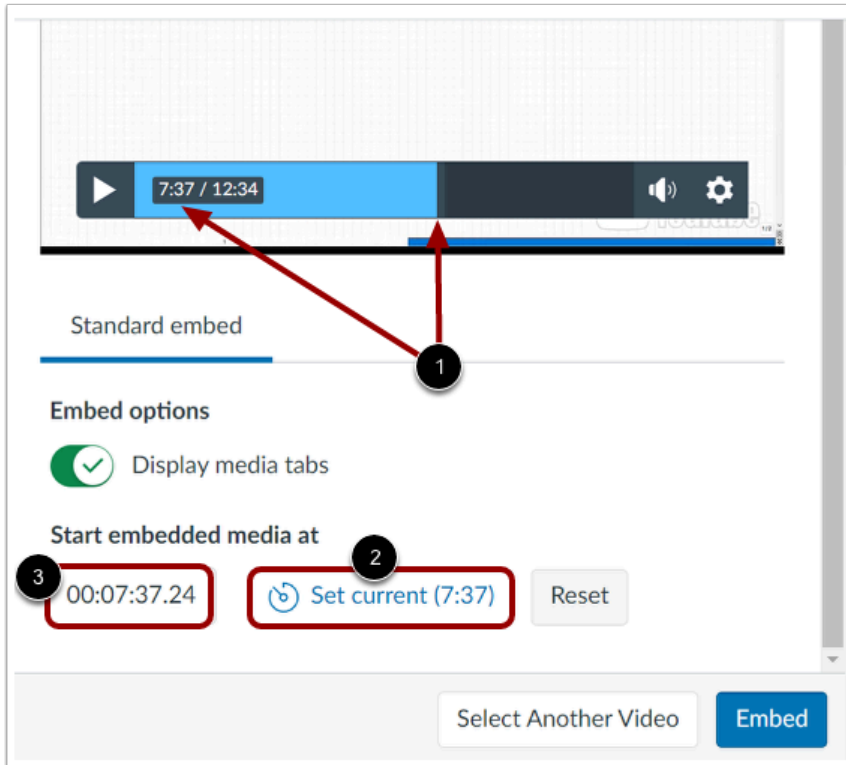 7:37 / 12:34
Standard embed
1
Embed options
Display media tabs
Start embedded media at
2
3
00:07:37.24
Set current (7:37)
Reset
Select Another Video
Embed